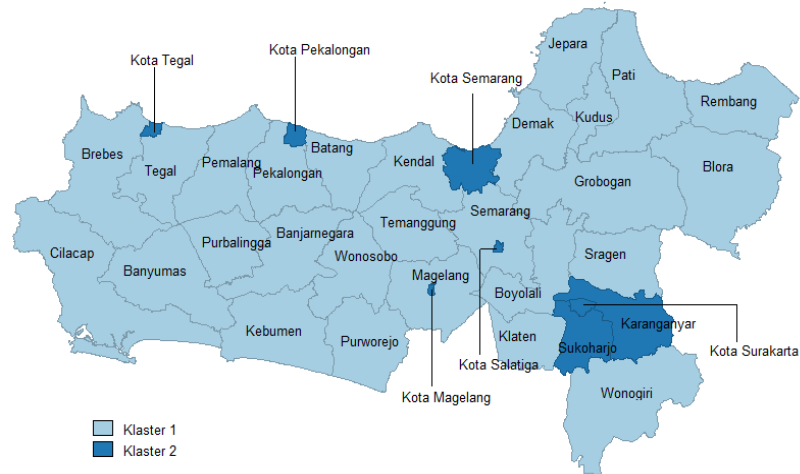 Jepara
Kota Pekalongan
Kota Tegal
Pati
Kota Semarang
Rembang
Kudus
Demak
Batang
Brebes
Pemalang
Kendal
Blora
Tegal
Pekalongan
Grobogan
Semarang
Temanggung
Banjarnegara
Purbalingga
Cilacap
Wonosobo
Sragen
Banyumas
Magelang
Boyolali
Karanganyar
Kebumen
Klaten
Purworejo
Sukoharjo
Kota Surakarta
Kota Salatiga
Wonogiri
Kota Magelang
Klaster 1
Klaster 2